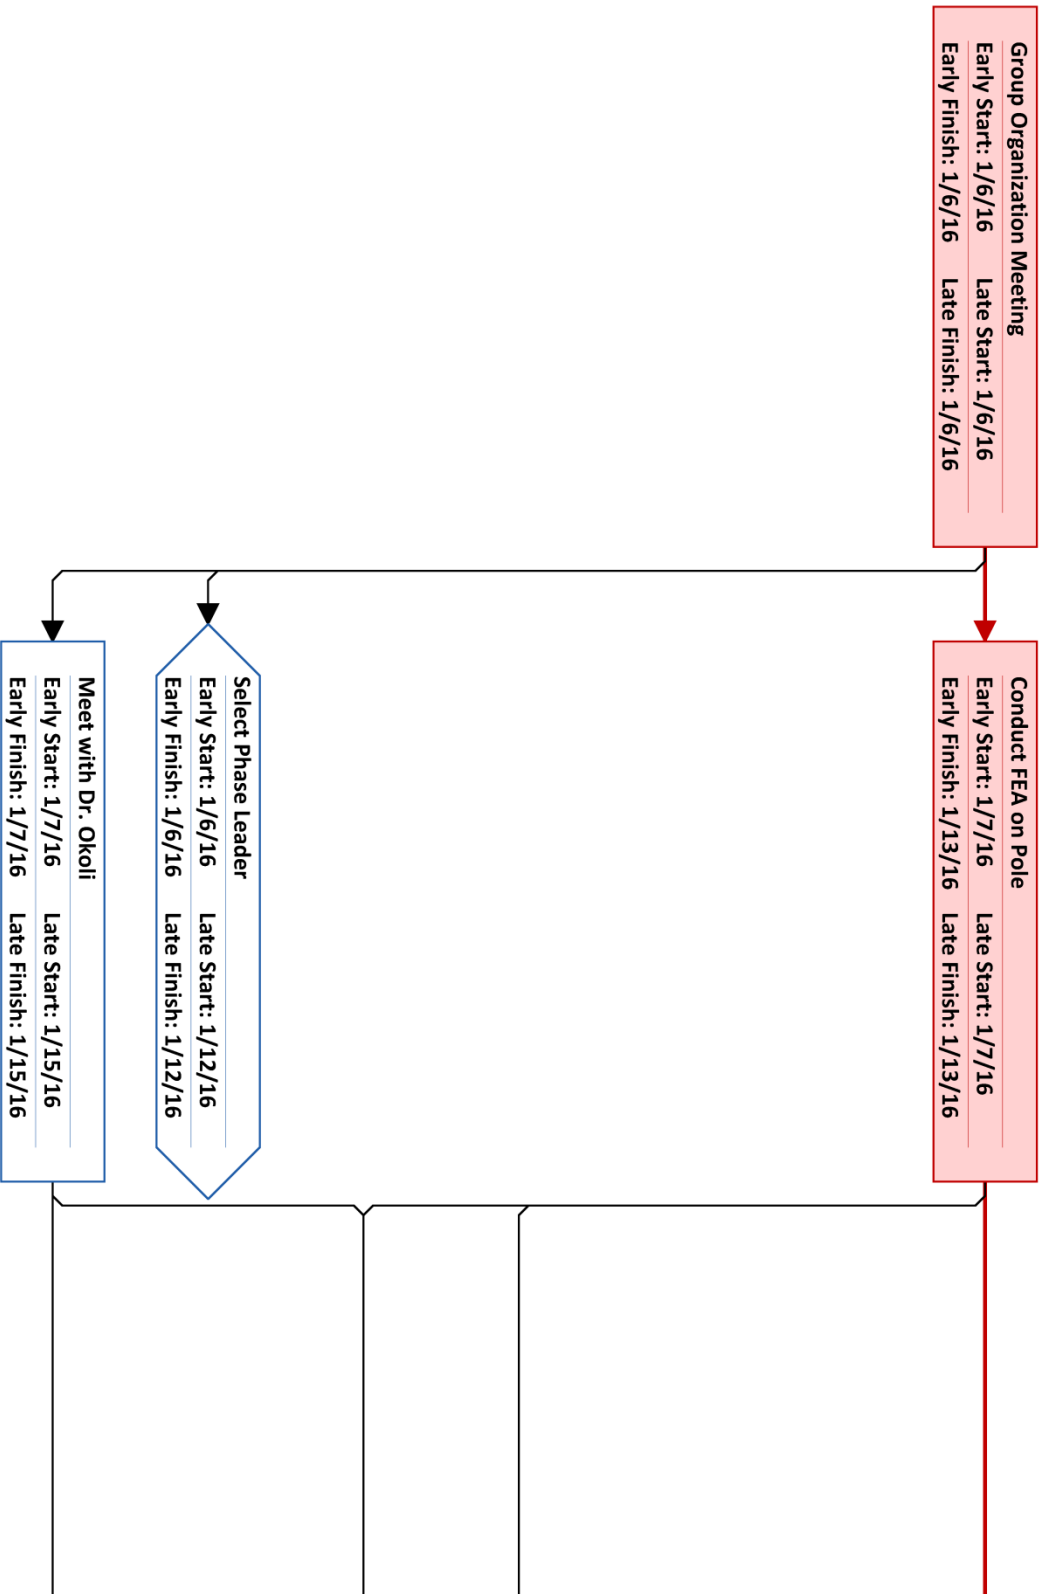 Group Organization Meeting
Early Start: 1/6/16 Late Start: 1/6/16
Early Finish: 1/6/16 Late Finish: 1/6/16
Conduct FEA on Pole
Early Start: 1/7/16 Late Start: 1/7/16
Early Finish: 1/13/16 Late Finish: 1/13/16
Select Phase Leader
Early Start: 1/6/16 Late Start: 1/12/16
Early Finish: 1/6/16 Late Finish: 1/12/16
Meet with Dr. Okoli
Early Start: 1/7/16 Late Start: 1/15/16
Early Finish: 1/7/16 Late Finish: 1/15/16